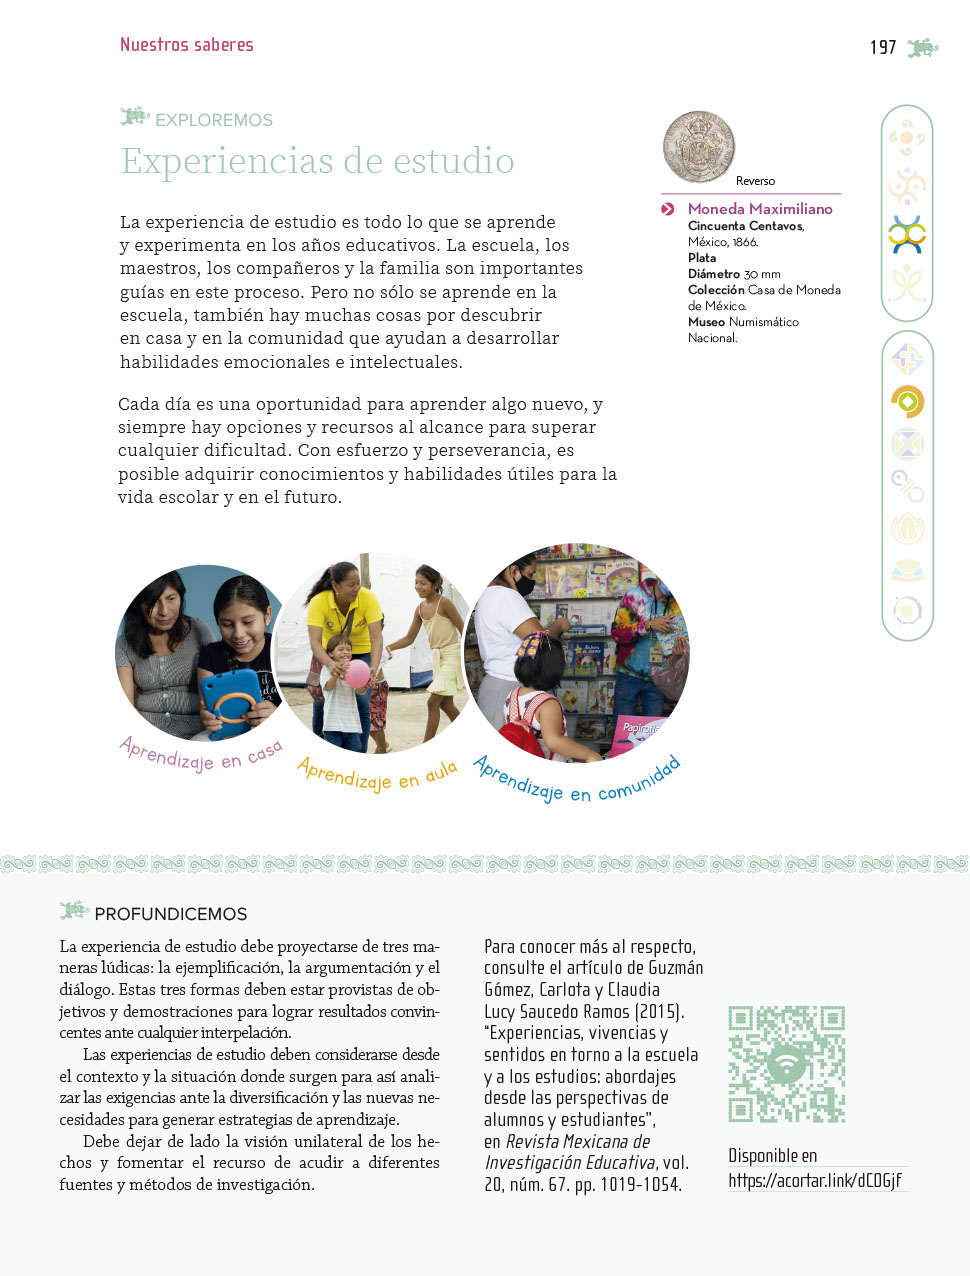 Nuestros saberes
197
EXPLOREMOS
Experiencias de estudio
La experiencia de estudio es todo lo que se aprende
y experimenta en los años educativos. La escuela, los
maestros, los compañeros y la familia son importantes
guías en este proceso. Pero no sólo se aprende en la
escuela, también hay muchas cosas por descubrir
en casa y en la comunidad que ayudan a desarrollar
habilidades emocionales e intelectuales.
Cada día es una oportunidad para aprender algo nuevo, y
siempre hay opciones y recursos al alcance para superar
cualquier dificultad. Con esfuerzo y perseverancia, es
posible adquirir conocimientos y habilidades útiles para la
vida escolar y en el futuro.
Reverso
Moneda Maximiliano
Cincuenta Centavos,
México, 1866.
Plata
Diámetro 30 mm
Colección Casa de Moneda
de México.
Museo Numismático
Nacional.
Aprendizaje en casa
Aprendizaje en aula
Aprendizaje en comunidad
PROFUNDICEMOS
La experiencia de estudio debe proyectarse de tres ma-
neras lúdicas: la ejemplificación, la argumentación y el
diálogo. Estas tres formas deben estar provistas de ob-
jetivos y demostraciones para lograr resultados convin-
centes ante cualquier interpelación.
Las experiencias de estudio deben considerarse desde
el contexto y la situación donde surgen para así anali-
zar las exigencias ante la diversificación y las nuevas ne-
cesidades para generar estrategias de aprendizaje.
Debe dejar de lado la visión unilateral de los he-
chos y fomentar el recurso de acudir a diferentes
fuentes y métodos de investigación.
Para conocer más al respecto,
consulte el artículo de Guzmán
Gómez, Carlota y Claudia
Lucy Saucedo Ramos (2015).
“Experiencias, vivencias y
sentidos en torno a la escuela
y a los estudios: abordajes
desde las perspectivas de
alumnos y estudiantes”,
en Revista Mexicana de
Investigación Educativa, vol.
20, núm. 67. pp. 1019-1054.
Disponible en
https://acortar.link/dCOGjf